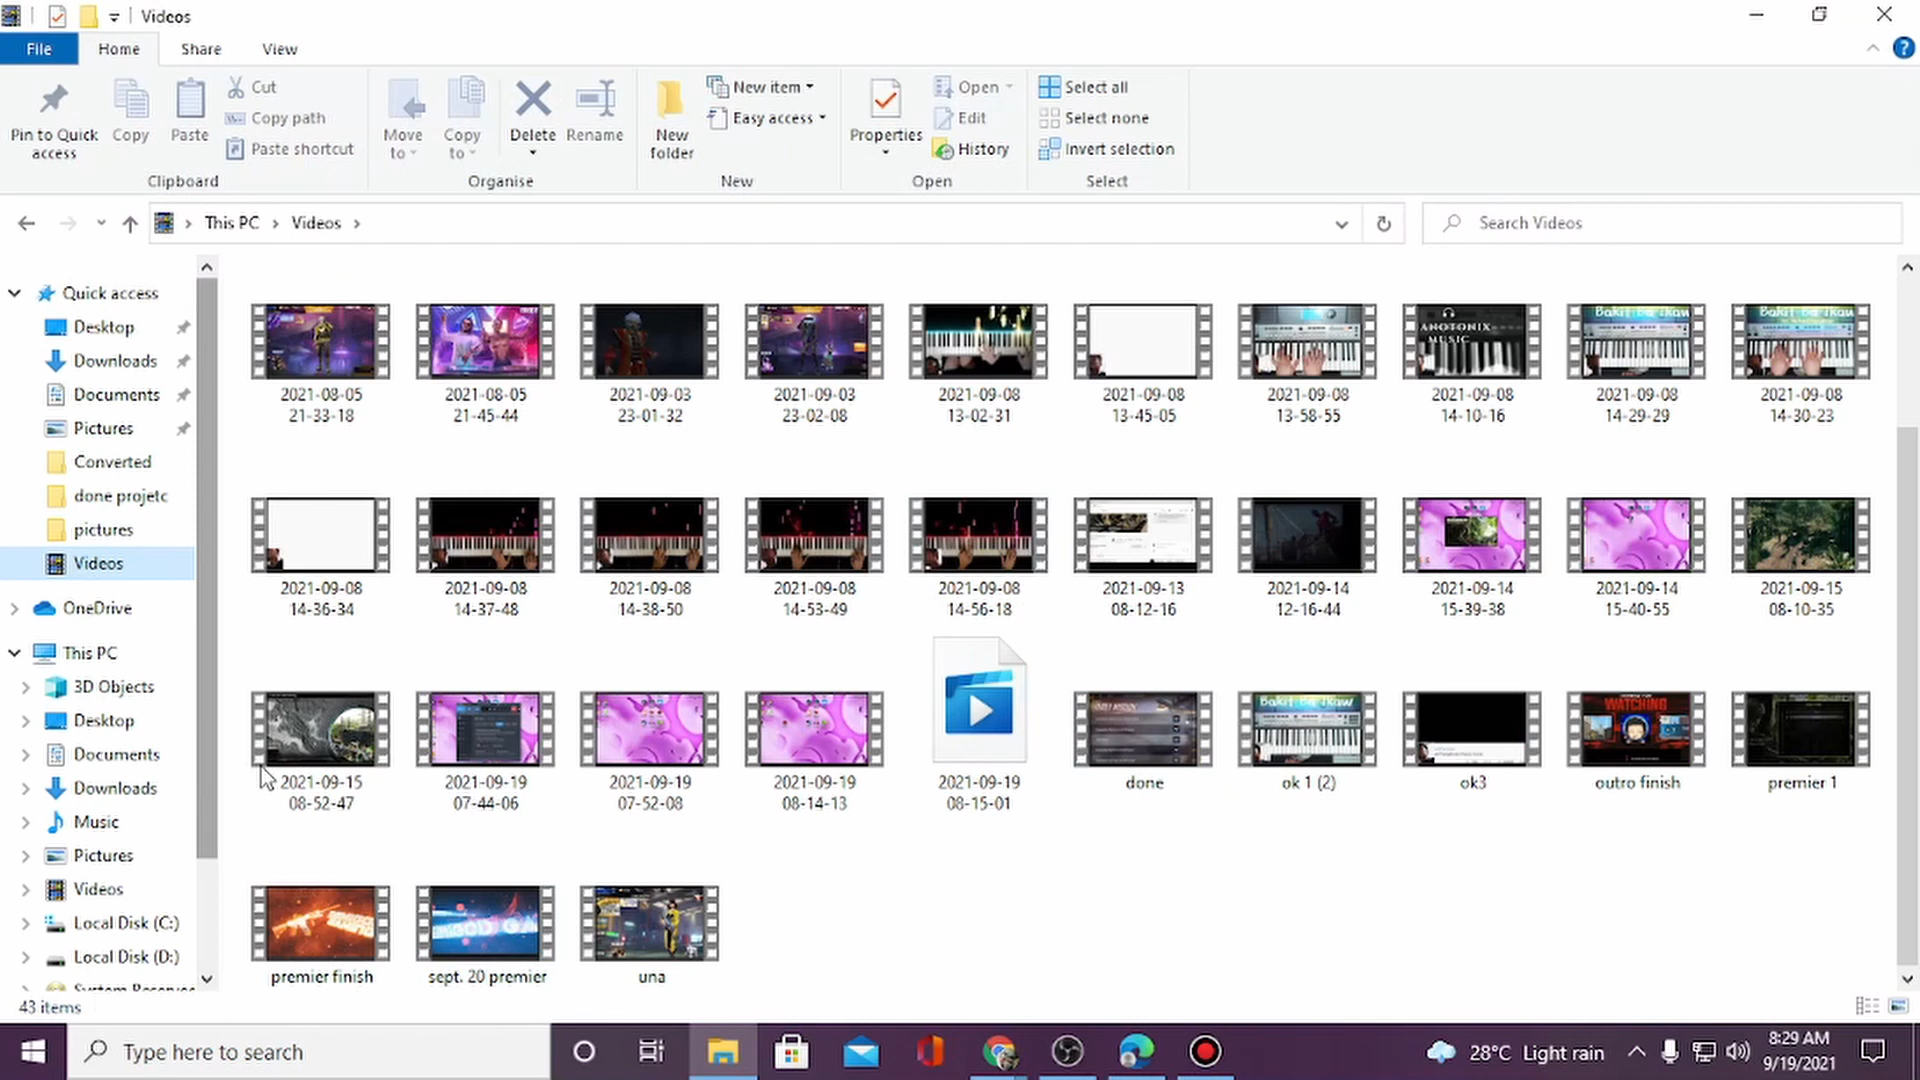 Videos
File Home Share View
Pin to Quick access
Copy
Paste
Cut
Copy path
Paste shortcut
Clipboard
Move to
Copy to
Delete
Rename
Organise
New folder
New item
Easy access
New
Properties
Open
Edit
History
Open
Select all
Select none
Invert selection
Select
This PC > Videos >
Search Videos
Quick access
Desktop
Downloads
Documents
Pictures
Converted
done projetc
pictures
Videos
OneDrive
This PC
3D Objects
Desktop
Documents
Downloads
Music
Pictures
Videos
Local Disk (C:)
Local Disk (D:)
ANOTONIX
MUSIC
Bakit Ba Ikaw
Bakit Ba Ikaw
2021-08-05 21-33-18
2021-08-05 21-45-44
2021-09-03 23-01-32
2021-09-03 23-02-08
2021-09-08 13-02-31
2021-09-08 13-45-05
2021-09-08 13-58-55
2021-09-08 14-10-16
2021-09-08 14-29-29
2021-09-08 14-30-23
2021-09-08 14-36-34
2021-09-08 14-37-48
2021-09-08 14-38-50
2021-09-08 14-53-49
2021-09-08 14-56-18
2021-09-13 08-12-16
2021-09-14 12-16-44
2021-09-14 15-39-38
2021-09-14 15-40-55
2021-09-15 08-10-35
Bakit Ba Ikaw
WATCHING
2021-09-15 08-52-47
2021-09-19 07-44-06
2021-09-19 07-52-08
2021-09-19 08-14-13
2021-09-19 08-15-01
done
ok 1 (2)
ok3
outro finish
premier 1
premier finish
sept. 20 premier
una
43 items
Type here to search
28°C Light rain
8:29 AM
9/19/2021